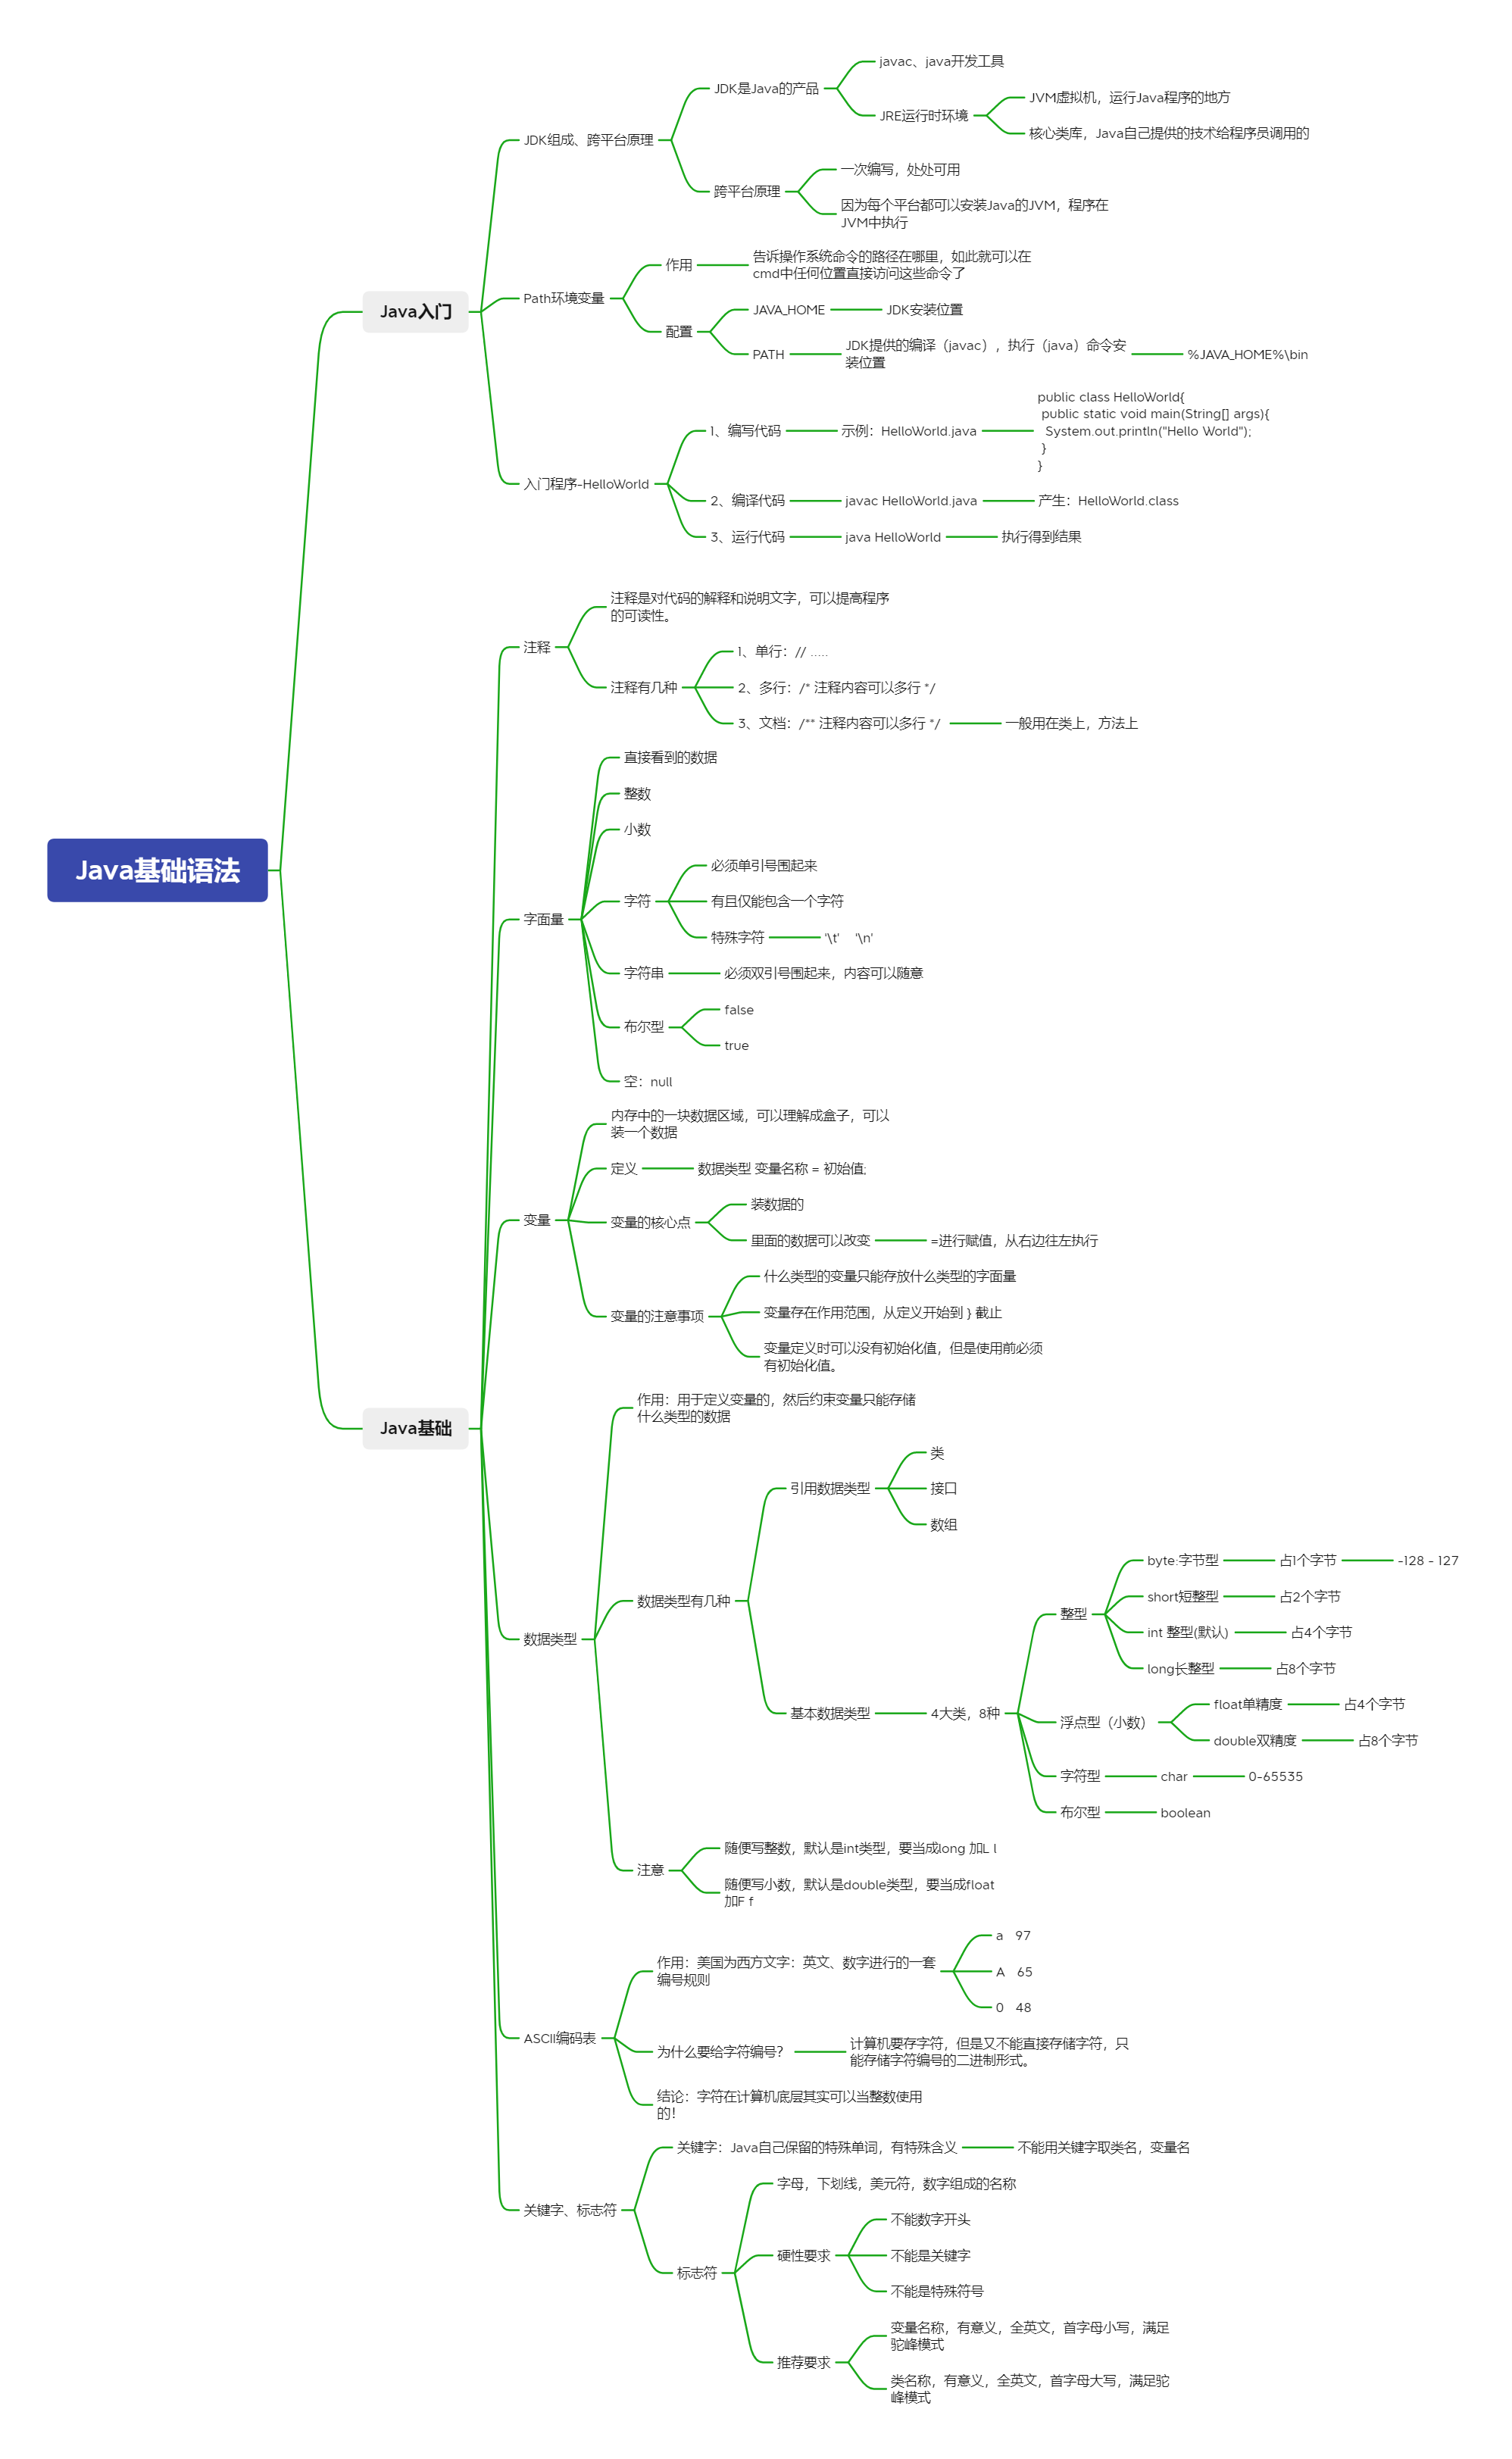 Java基础语法
Java入门
JDK组成、跨平台原理
JDK是Java的产品
javac、java开发工具
JRE运行时环境
JVM虚拟机，运行Java程序的地方
核心类库，Java自己提供的技术给程序员调用的
跨平台原理
一次编写，处处可用
因为每个平台都可以安装Java的JVM，程序在
JVM中执行
Path环境变量
作用
告诉操作系统命令的路径在哪里，如此就可以在
cmd中任何位置直接访问这些命令了
配置
JAVA_HOME
JDK安装位置
PATH
JDK提供的编译（javac），执行（java）命令安
装位置
%JAVA_HOME%\bin
入门程序-HelloWorld
1、编写代码
示例：HelloWorld.java
public class HelloWorld{
public static void main(String[] args){
System.out.println("Hello World");
}
}
2、编译代码
javac HelloWorld.java
产生：HelloWorld.class
3、运行代码
java HelloWorld
执行得到结果
Java基础
注释
注释是对代码的解释和说明文字，可以提高程序
的可读性。
注释有几种
1、单行：// .....
2、多行：/* 注释内容可以多行 */
3、文档：/** 注释内容可以多行 */
一般用在类上，方法上
字面量
直接看到的数据
整数
小数
字符
必须单引号围起来
有且仅能包含一个字符
特殊字符
'\t' '\n'
字符串
必须双引号围起来，内容可以随意
布尔型
false
true
空：null
变量
内存中的一块数据区域，可以理解成盒子，可以
装一个数据
定义
数据类型 变量名称 = 初始值;
变量的核心点
装数据的
里面的数据可以改变
=进行赋值，从右边往左执行
变量的注意事项
什么类型的变量只能存放什么类型的字面量
变量存在作用范围，从定义开始到 } 截止
变量定义时可以没有初始化值，但是使用前必须
有初始化值。
数据类型
作用：用于定义变量的，然后约束变量只能存储
什么类型的数据
数据类型有几种
引用数据类型
类
接口
数组
基本数据类型
4大类，8种
整型
byte:字节型
占1个字节
-128 - 127
short短整型
占2个字节
int 整型(默认)
占4个字节
long长整型
占8个字节
浮点型（小数）
float单精度
占4个字节
double双精度
占8个字节
字符型
char
0-65535
布尔型
boolean
注意
随便写整数，默认是int类型，要当成long 加L l
随便写小数，默认是double类型，要当成float
加F f
ASCII编码表
作用：美国为西方文字：英文、数字进行的一套
编号规则
a 97
A 65
0 48
为什么要给字符编号？
计算机要存字符，但是又不能直接存储字符，只
能存储字符编号的二进制形式。
结论：字符在计算机底层其实可以当整数使用
的！
关键字、标志符
关键字：Java自己保留的特殊单词，有特殊含义
不能用关键字取类名，变量名
标志符
字母，下划线，美元符，数字组成的名称
硬性要求
不能数字开头
不能是关键字
不能是特殊符号
推荐要求
变量名称，有意义，全英文，首字母小写，满足
驼峰模式
类名称，有意义，全英文，首字母大写，满足驼
峰模式